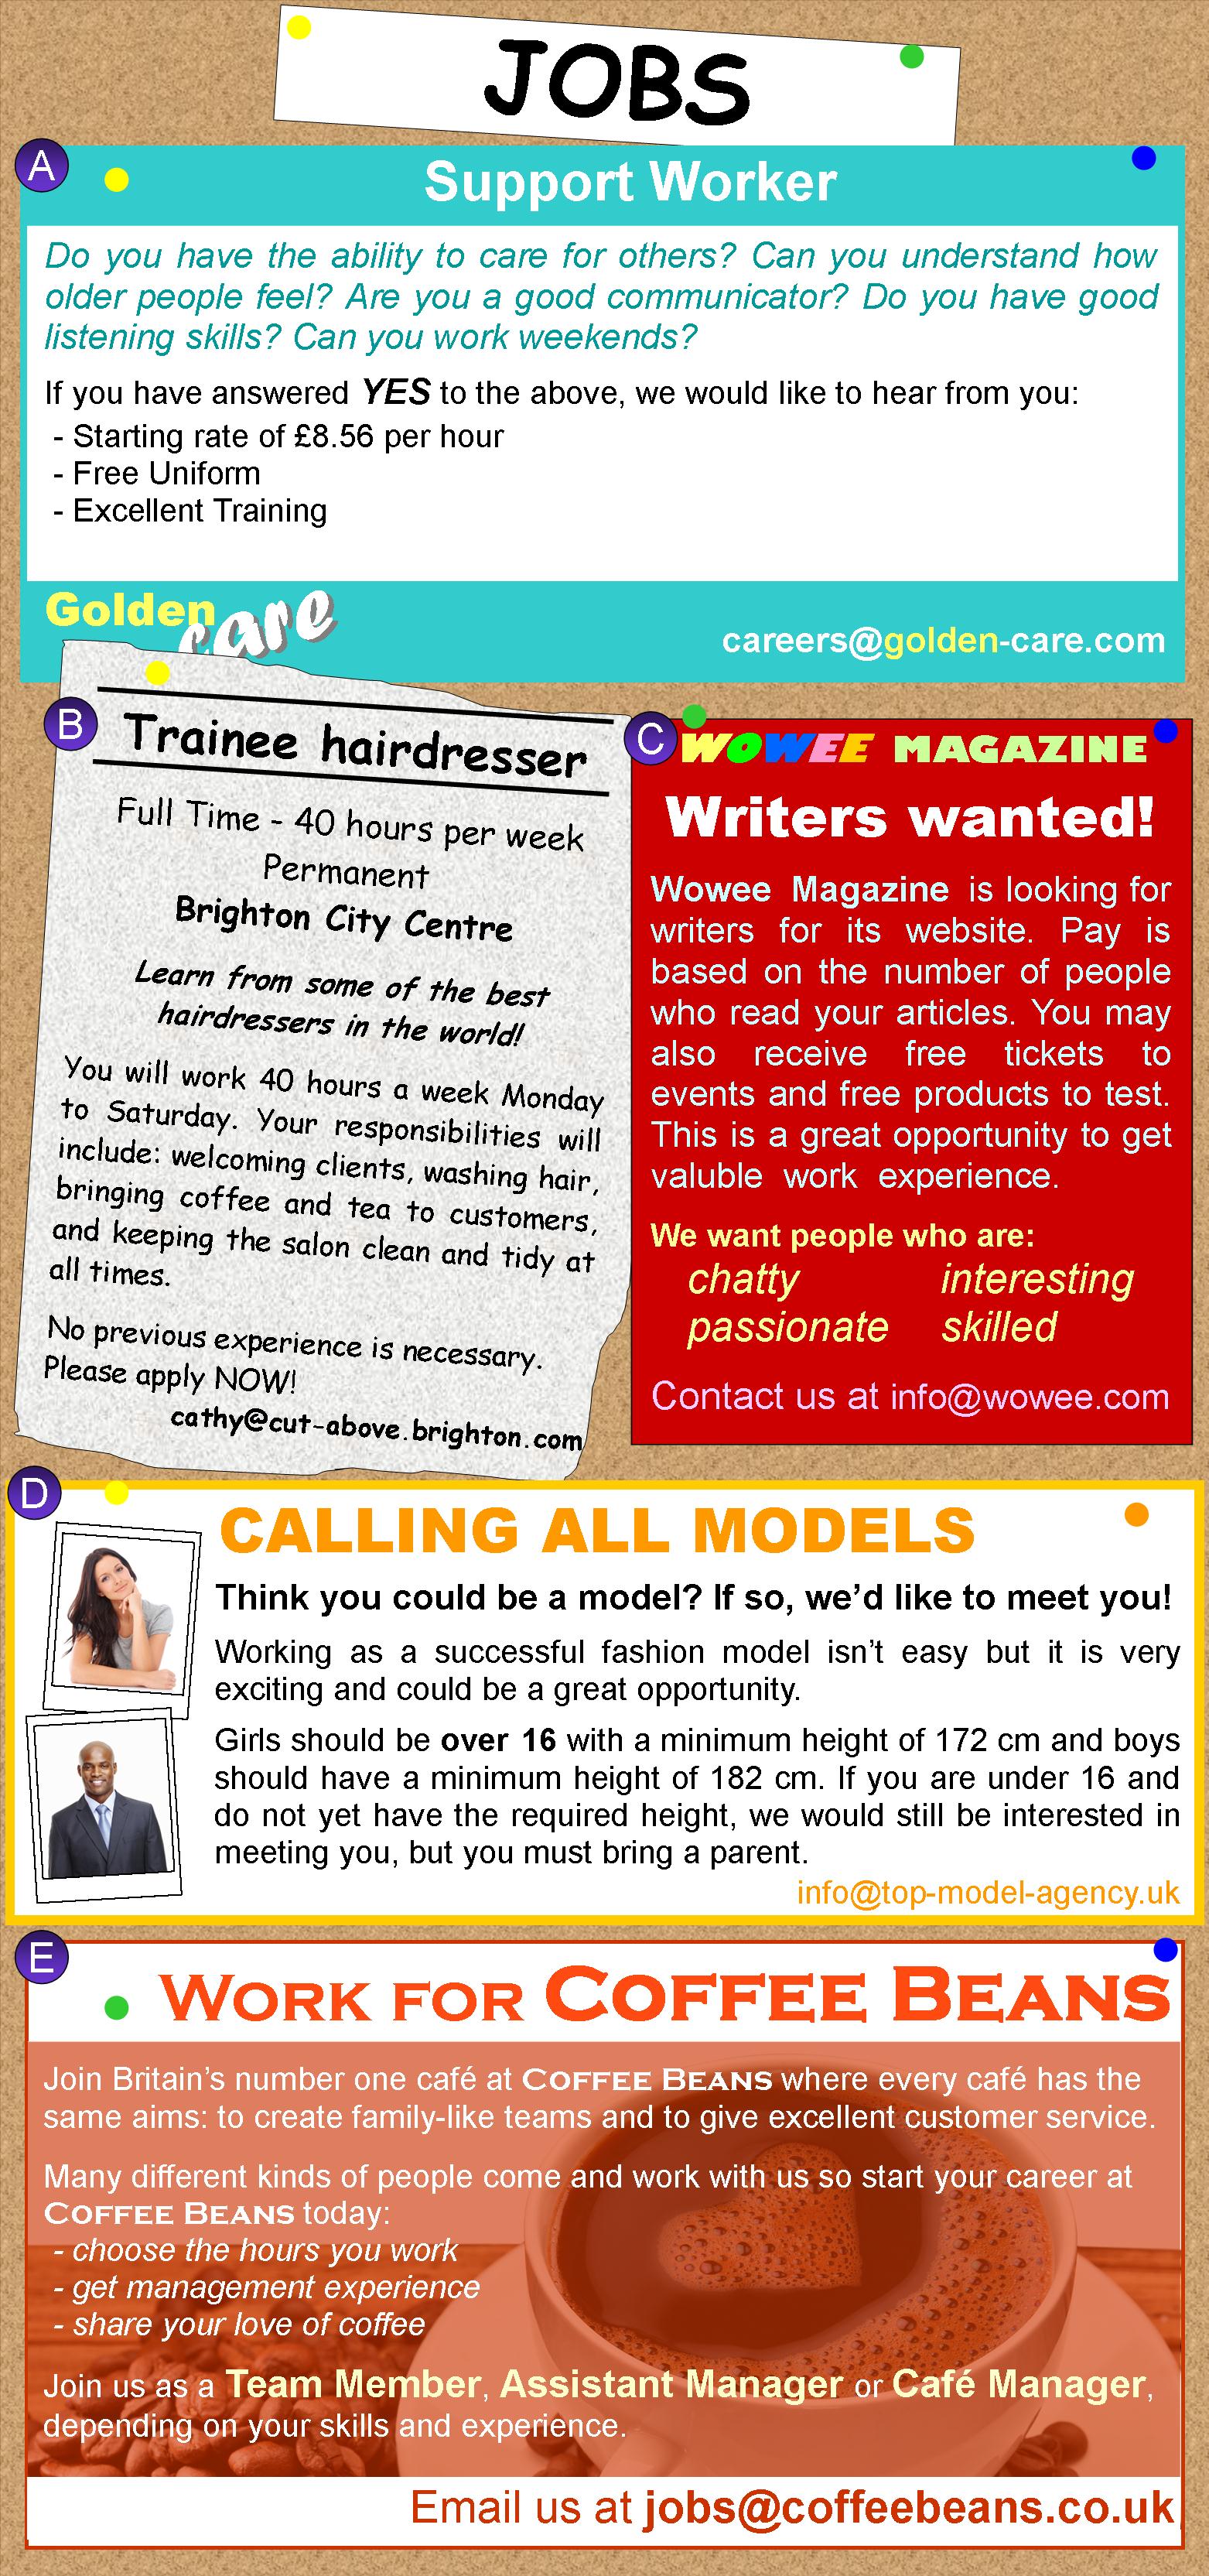 JOBS
A
Support Worker
Do you have the ability to care for others? Can you understand how
older people feel? Are you a good communicator? Do you have good
listening skills? Can you work weekends?
If you have answered YES to the above, we would like to hear from you:
- Starting rate of £8.56 per hour
- Free Uniform
- Excellent Training
Golden care
careers@golden-care.com
B
Trainee hairdresser
Full Time - 40 hours per week
Permanent
Brighton City Centre
Learn from some of the best
hairdressers in the world!
You will work 40 hours a week Monday
to Saturday. Your responsibilities will
include: welcoming clients, washing hair,
bringing coffee and tea to customers,
and keeping the salon clean and tidy at
all times.
No previous experience is necessary.
Please apply NOW!
cathy@cut-above.brighton.com
C
WOWEE MAGAZINE
Writers wanted!
Wowee Magazine is looking for
writers for its website. Pay is
based on the number of people
who read your articles. You may
also receive free tickets to
events and free products to test.
This is a great opportunity to get
valuble work experience.
We want people who are:
chatty interesting
passionate skilled
Contact us at info@wowee.com
D
CALLING ALL MODELS
Think you could be a model? If so, we'd like to meet you!
Working as a successful fashion model isn't easy but it is very
exciting and could be a great opportunity.
Girls should be over 16 with a minimum height of 172 cm and boys
should have a minimum height of 182 cm. If you are under 16 and
do not yet have the required height, we would still be interested in
meeting you, but you must bring a parent.
info@top-model-agency.uk
E
WORK FOR COFFEE BEANS
Join Britain's number one café at COFFEE BEANS where every café has the
same aims: to create family-like teams and to give excellent customer service.
Many different kinds of people come and work with us so start your career at
COFFEE BEANS today:
- choose the hours you work
- get management experience
- share your love of coffee
Join us as a Team Member, Assistant Manager or Café Manager,
depending on your skills and experience.
Email us at jobs@coffeebeans.co.uk